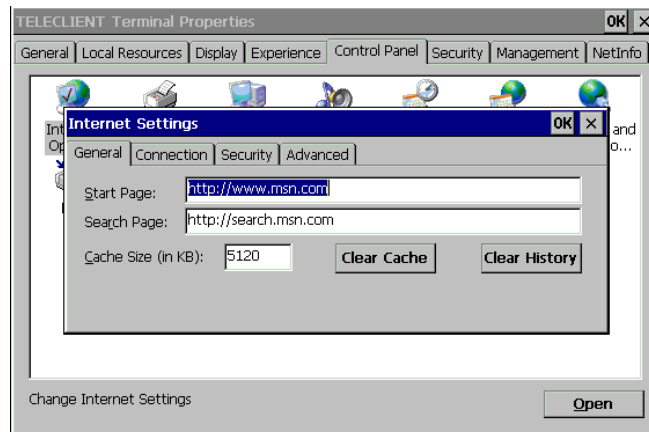 TELECLIENT Terminal Properties OK ×
General Local Resources Display Experience Control Panel Security Management NetInfo
Int and
Op o...
Internet Settings OK ×
General Connection Security Advanced
Start Page: http://www.msn.com
Search Page: http://search.msn.com
Cache Size (in KB): 5120 Clear Cache Clear History
Change Internet Settings Open